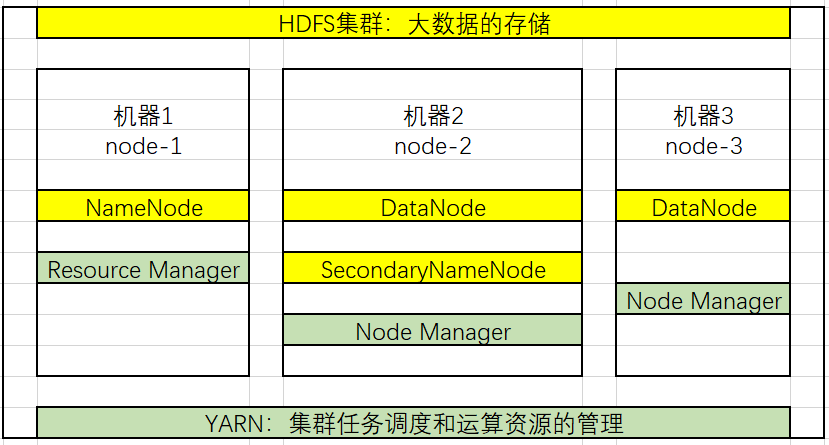 HDFS集群：大数据的存储
机器1
node-1
机器2
node-2
机器3
node-3
NameNode
DataNode
DataNode
Resource Manager
SecondaryNameNode
Node Manager
Node Manager
YARN：集群任务调度和运算资源的管理